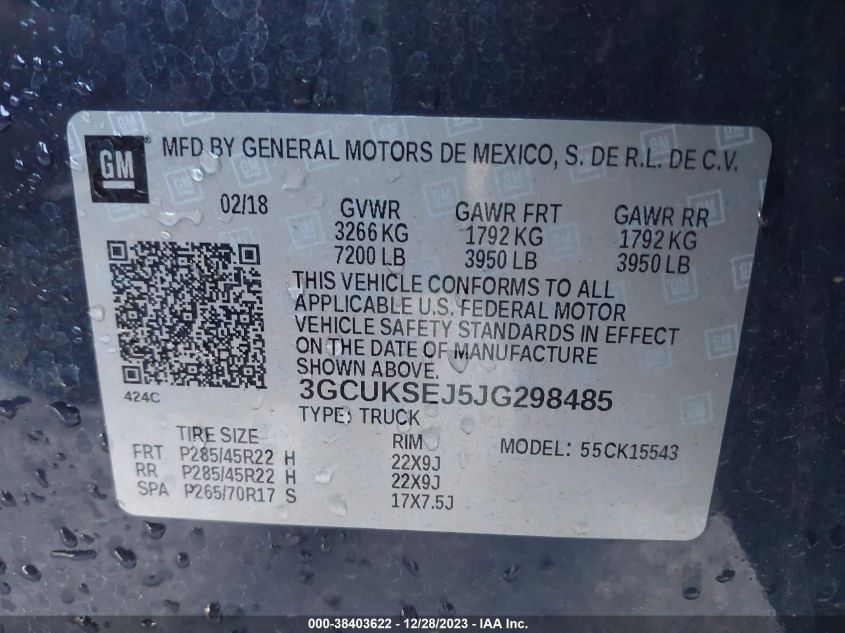 GM ® MFD BY GENERAL MOTORS DE MEXICO, S. DE R.L. DE C.V.
02/18 GVWR GAWR FRT GAWR RR
3266 KG 1792 KG 1792 KG
7200 LB 3950 LB 3950 LB
THIS VEHICLE CONFORMS TO ALL
APPLICABLE U.S. FEDERAL MOTOR
VEHICLE SAFETY STANDARDS IN EFFECT
ON THE DATE OF MANUFACTURE
SHOWN ABOVE.
3GCUKSEJ5JG298485
424C
TYPE: TRUCK
TIRE SIZE RIM MODEL: 55CK15543
FRT P285/45R22 H 22X9J
RR P285/45R22 H 22X9J
SPA P265/70R17 S 17X7.5J
000-38403622 - 12/28/2023 - IAA Inc.